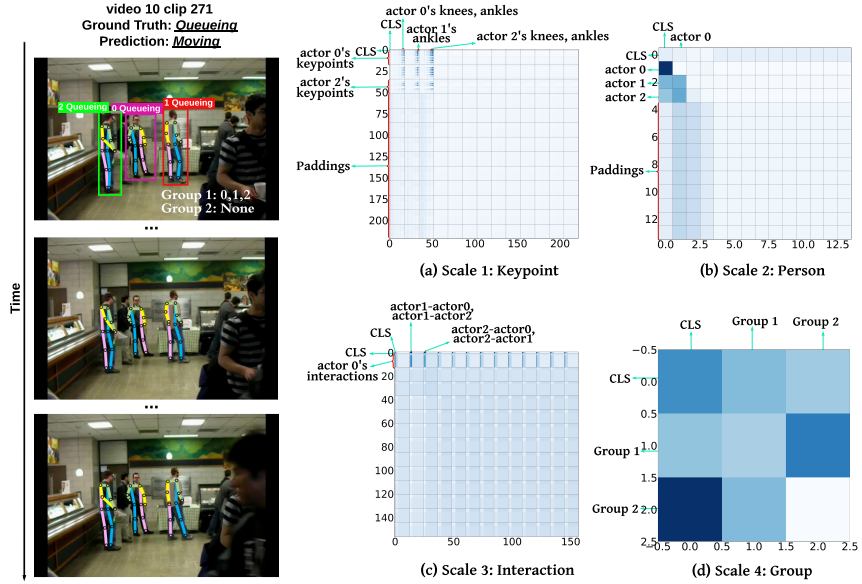 video 10 clip 271
Ground Truth: Queueing
Prediction: Moving
2 Queueing
0 Queueing
1 Queueing
Group 1: 0,1,2
Group 2: None
...
...
Time
actor 0's knees, ankles
CLS
actor 1's
ankles
actor 2's knees, ankles
actor 0's
keypoints
CLS
actor 2's
keypoints
Paddings
0
25
50
75
100
125
150
175
200
0
50
100
150
200
(a) Scale 1: Keypoint
CLS
actor 0
CLS
actor 0
actor 1
actor 2
Paddings
0
2
4
6
8
10
12
0.0
2.5
5.0
7.5
10.0
12.5
(b) Scale 2: Person
actor1-actor0,
actor1-actor2
CLS
actor2-actor0,
actor2-actor1
CLS
actor 0's
interactions
0
20
40
60
80
100
120
140
0
50
100
150
(c) Scale 3: Interaction
CLS
Group 1
Group 2
CLS
Group 1
Group 2
−0.5
0.0
0.5
1.0
1.5
2.0
2.5
−0.5
0.0
0.5
1.0
1.5
2.0
2.5
(d) Scale 4: Group